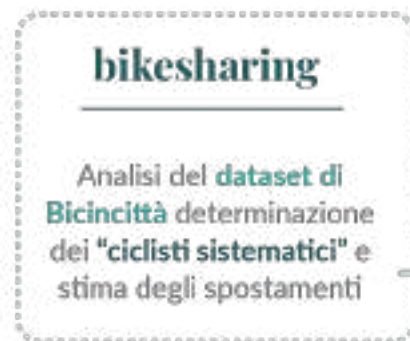 bikesharing
Analisi del dataset di
Bicincittà determinazione
dei “ciclisti sistematici” e
stima degli spostamenti